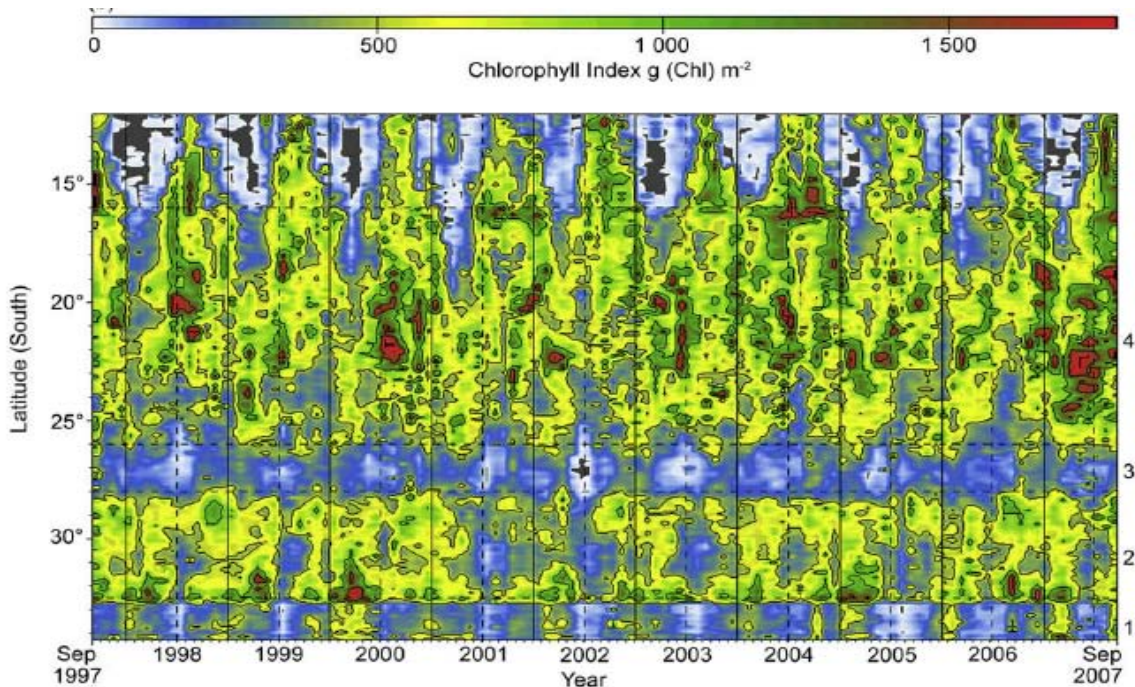 0 500 1 000 1 500
Chlorophyll Index g (Chl) m⁻²
15°
20°
25°
30°
Latitude (South)
4
3
2
1
Sep 1998 1999 2000 2001 2002 2003 2004 2005 2006 Sep
1997 Year 2007